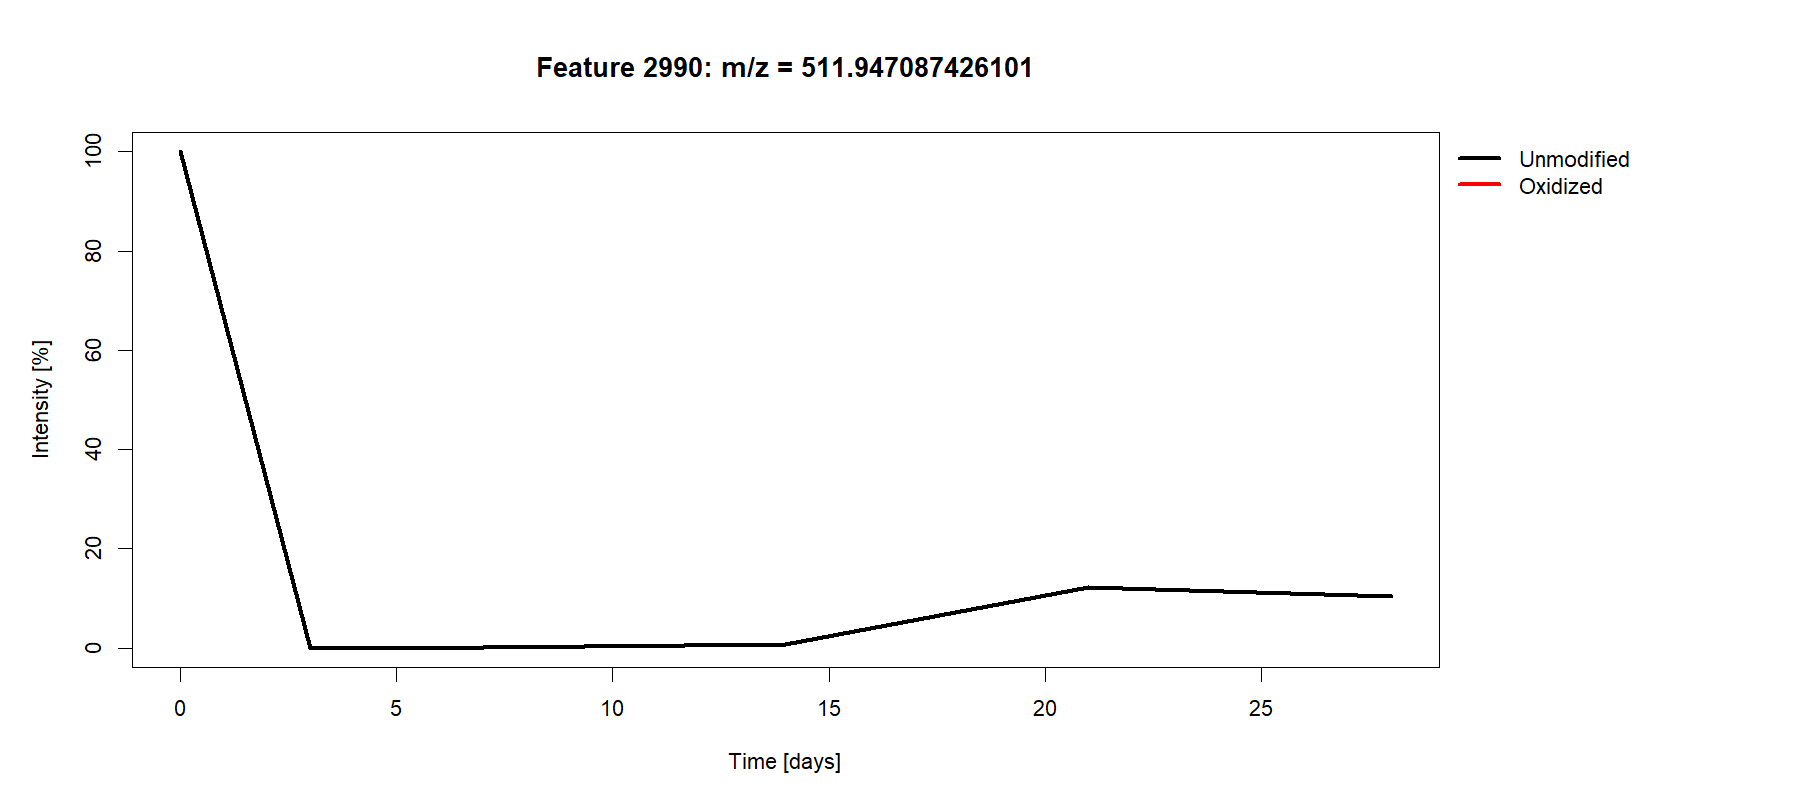 Feature 2990: m/z = 511.947087426101
Unmodified
Oxidized
Intensity [%]
100
80
60
40
20
0
0 5 10 15 20 25
Time [days]